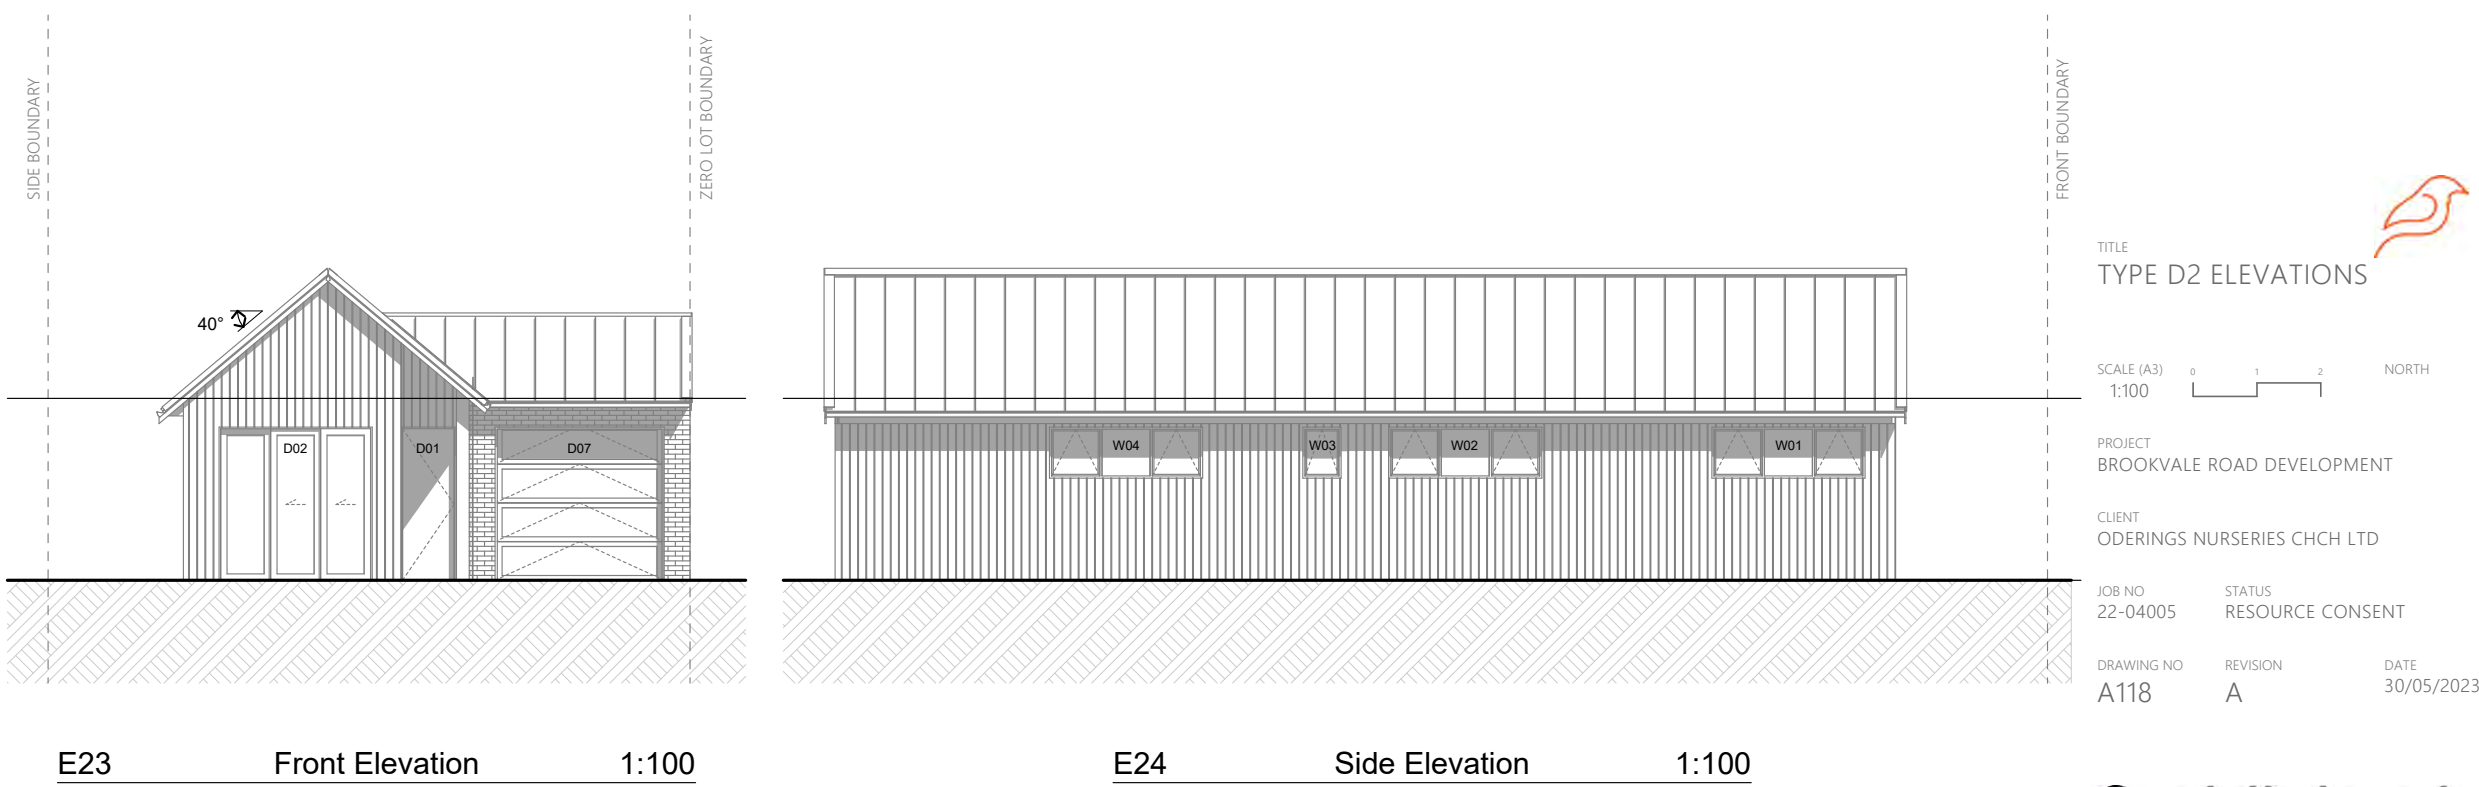 SIDE BOUNDARY
ZERO LOT BOUNDARY
FRONT BOUNDARY
40°
D02
D01
D07
W04
W03
W02
W01
E23 Front Elevation 1:100
E24 Side Elevation 1:100
TITLE
TYPE D2 ELEVATIONS
SCALE (A3) 0 1 2 NORTH
1:100
PROJECT
BROOKVALE ROAD DEVELOPMENT
CLIENT
ODERINGS NURSERIES CHCH LTD
JOB NO STATUS
22-04005 RESOURCE CONSENT
DRAWING NO REVISION DATE
A118 A 30/05/2023